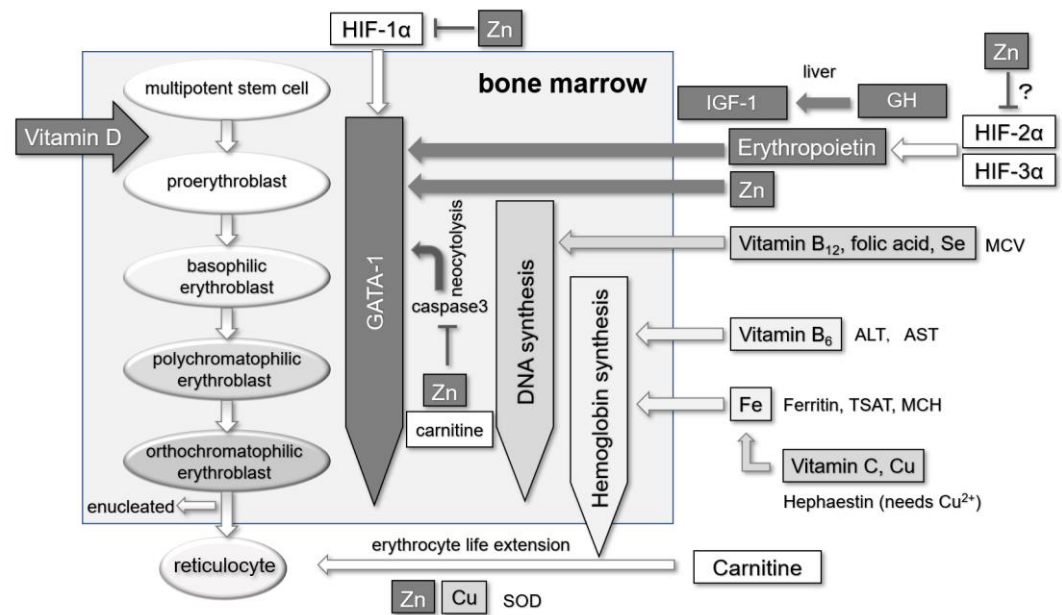 HIF-1α
Zn
bone marrow
multipotent stem cell
Vitamin D
proerythroblast
basophilic
erythroblast
polychromatophilic
erythroblast
orthochromatophilic
erythroblast
enucleated
reticulocyte
GATA-1
neocytolysis
caspase3
Zn
carnitine
DNA synthesis
Hemoglobin synthesis
liver
IGF-1
GH
Zn
?
HIF-2α
HIF-3α
Erythropoietin
Zn
Vitamin B₁₂, folic acid, Se
MCV
Vitamin B₆
ALT, AST
Fe
Ferritin, TSAT, MCH
Vitamin C, Cu
Hephaestin (needs Cu²⁺)
erythrocyte life extension
Carnitine
Zn
Cu
SOD